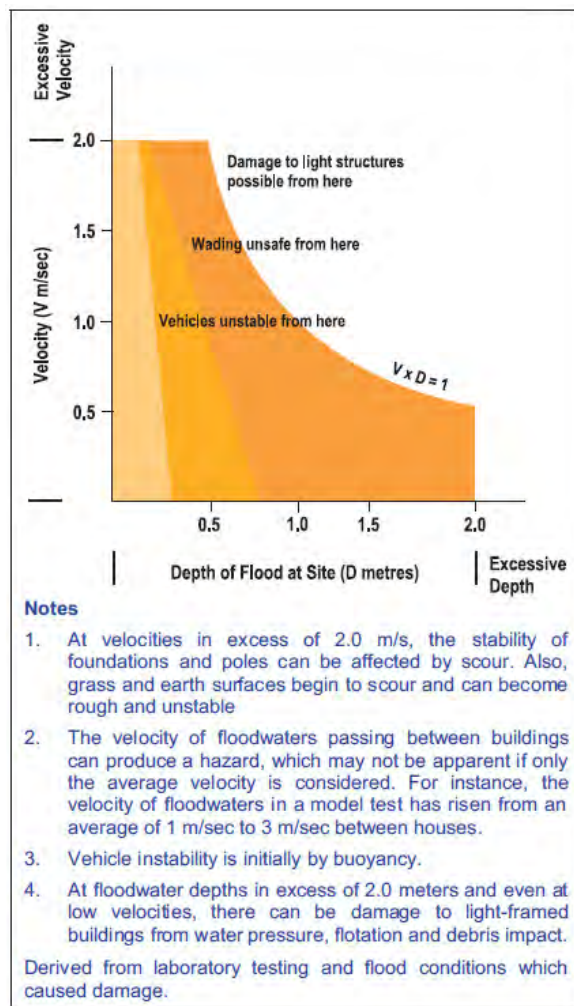 Excessive
Velocity
2.0
Damage to light structures
possible from here
1.5
Wading unsafe from here
Velocity (V m/sec)
1.0
Vehicles unstable from here
V x D = 1
0.5
0.5
1.0
1.5
2.0
Depth of Flood at Site (D metres)
Excessive
Depth
Notes
1. At velocities in excess of 2.0 m/s, the stability of
foundations and poles can be affected by scour. Also,
grass and earth surfaces begin to scour and can become
rough and unstable
2. The velocity of floodwaters passing between buildings
can produce a hazard, which may not be apparent if only
the average velocity is considered. For instance, the
velocity of floodwaters in a model test has risen from an
average of 1 m/sec to 3 m/sec between houses.
3. Vehicle instability is initially by buoyancy.
4. At floodwater depths in excess of 2.0 meters and even at
low velocities, there can be damage to light-framed
buildings from water pressure, flotation and debris impact.
Derived from laboratory testing and flood conditions which
caused damage.